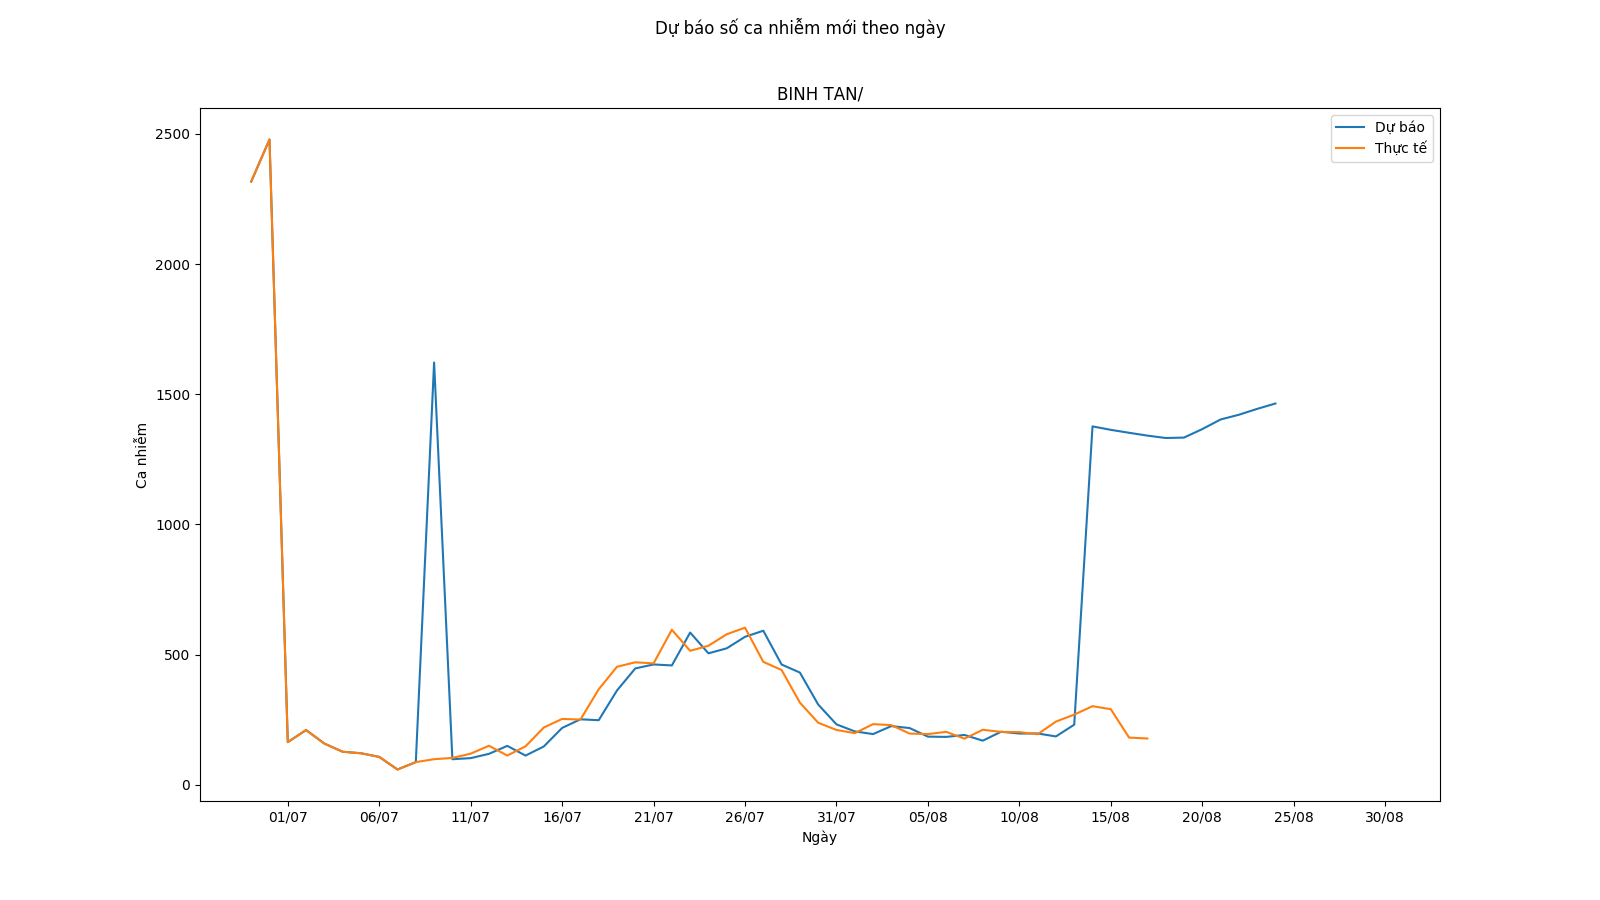 Dự báo số ca nhiễm mới theo ngày
BINH TAN/
Dự báo
Thực tế
2500
2000
1500
1000
500
0
Ca nhiễm
01/07 06/07 11/07 16/07 21/07 26/07 31/07 05/08 10/08 15/08 20/08 25/08 30/08
Ngày